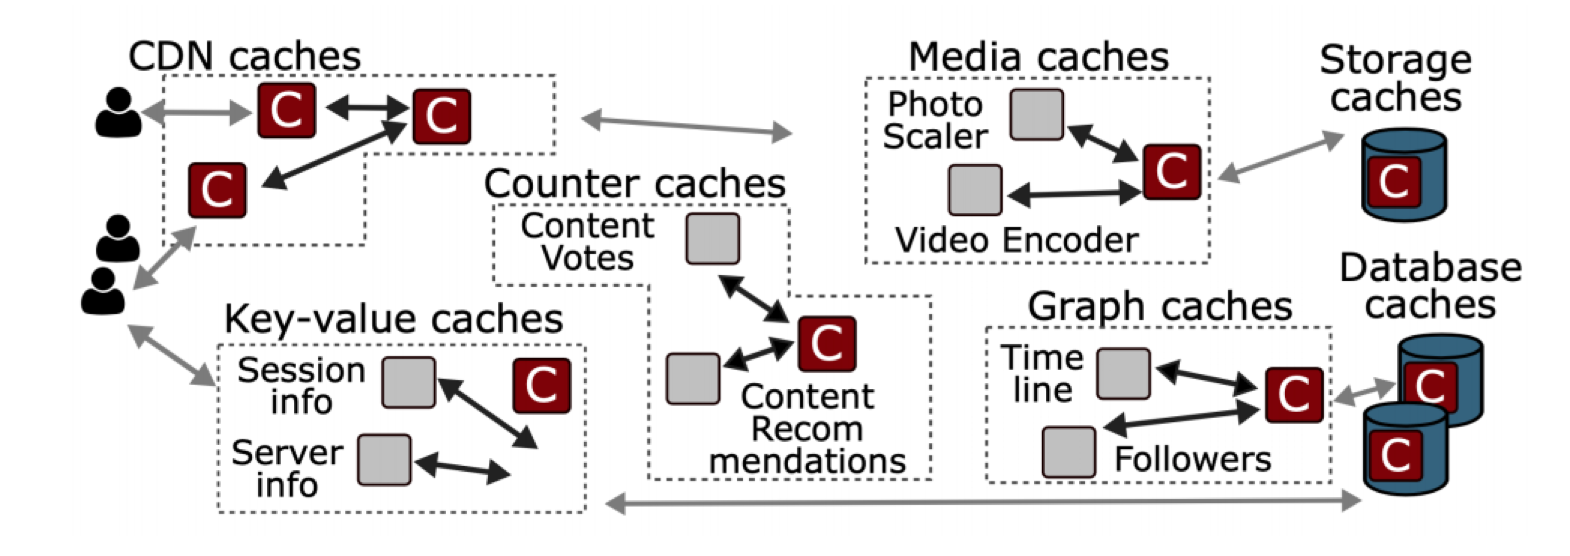 CDN caches
C
C
C
Media caches
Photo
Scaler
C
Video Encoder
Storage
caches
C
Counter caches
Content
Votes
C
Content
Recom
mendations
Key-value caches
Session
info
C
Server
info
Graph caches
Time
line
C
Followers
Database
caches
C
C